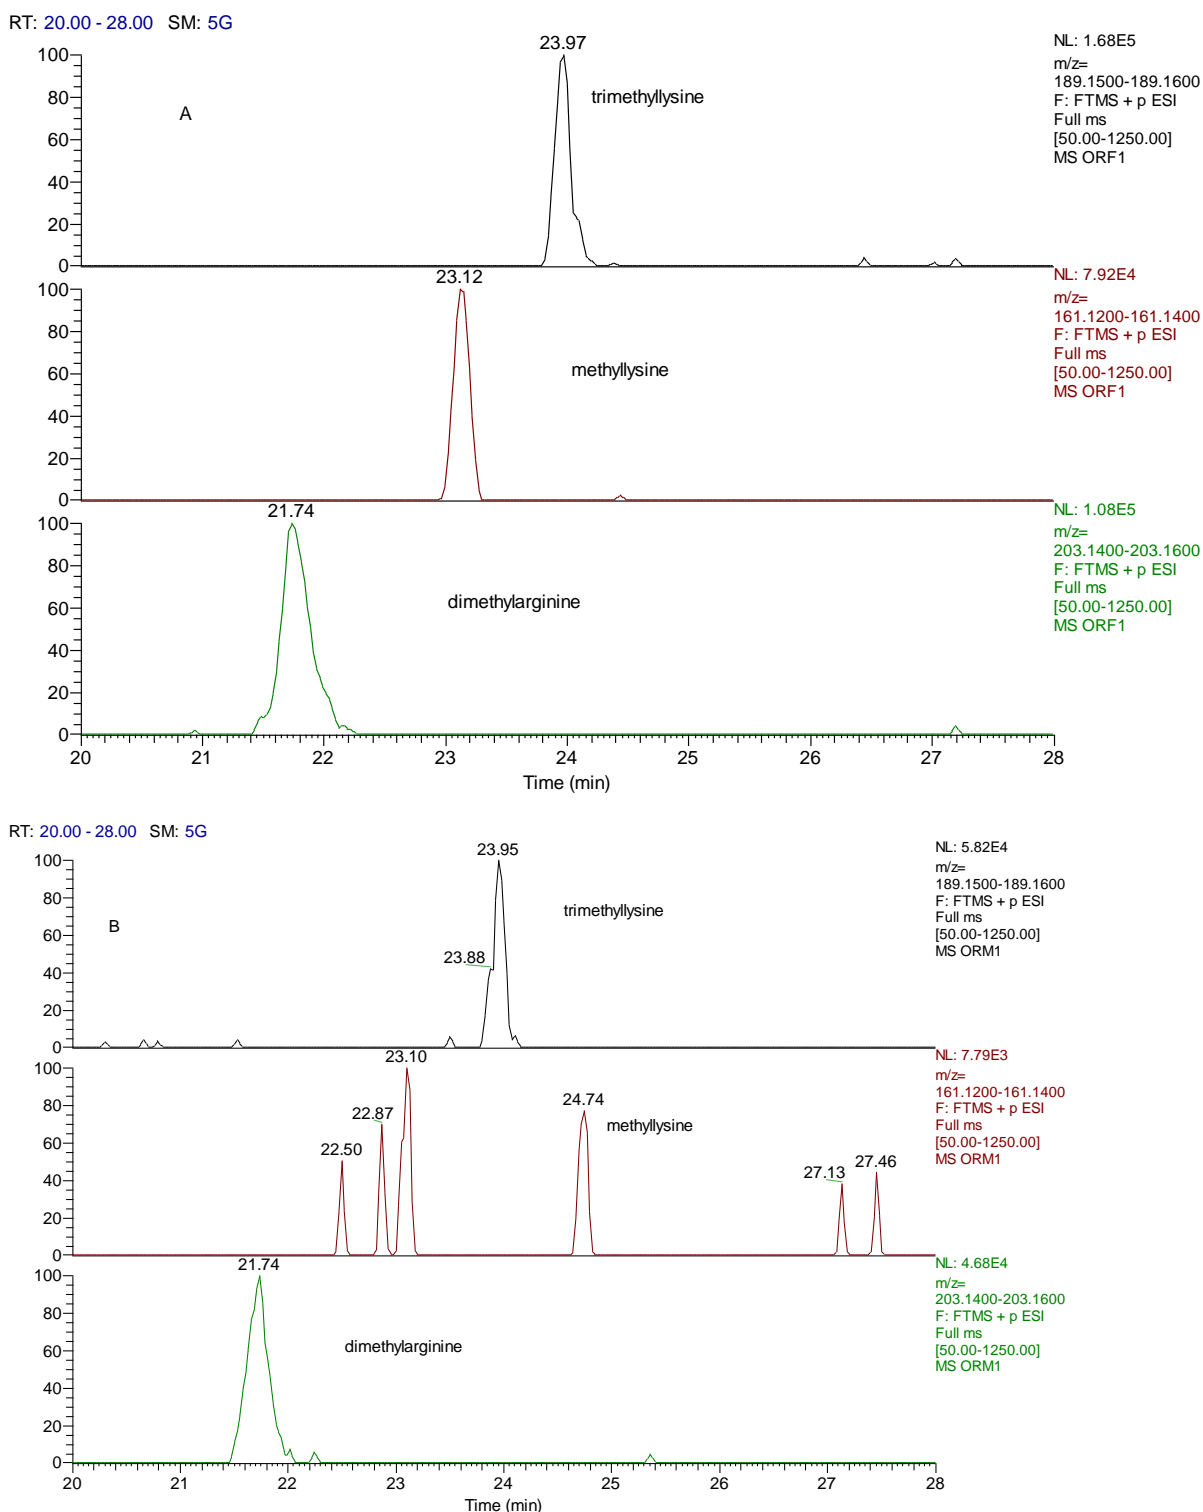 RT: 20.00 - 28.00 SM: 5G
A
23.97
trimethyllysine
100
80
60
40
20
0
NL: 1.68E5
m/z=
189.1500-189.1600
F: FTMS + p ESI
Full ms
[50.00-1250.00]
MS ORF1
23.12
methyllysine
100
80
60
40
20
0
NL: 7.92E4
m/z=
161.1200-161.1400
F: FTMS + p ESI
Full ms
[50.00-1250.00]
MS ORF1
21.74
dimethylarginine
100
80
60
40
20
0
NL: 1.08E5
m/z=
203.1400-203.1600
F: FTMS + p ESI
Full ms
[50.00-1250.00]
MS ORF1
20 21 22 23 24 25 26 27 28
Time (min)
RT: 20.00 - 28.00 SM: 5G
B
23.95
23.88
trimethyllysine
100
80
60
40
20
0
NL: 5.82E4
m/z=
189.1500-189.1600
F: FTMS + p ESI
Full ms
[50.00-1250.00]
MS ORM1
23.10
22.87
22.50
24.74
methyllysine
27.13
27.46
100
80
60
40
20
0
NL: 7.79E3
m/z=
161.1200-161.1400
F: FTMS + p ESI
Full ms
[50.00-1250.00]
MS ORM1
21.74
dimethylarginine
100
80
60
40
20
0
NL: 4.68E4
m/z=
203.1400-203.1600
F: FTMS + p ESI
Full ms
[50.00-1250.00]
MS ORM1
20 21 22 23 24 25 26 27 28
Time (min)